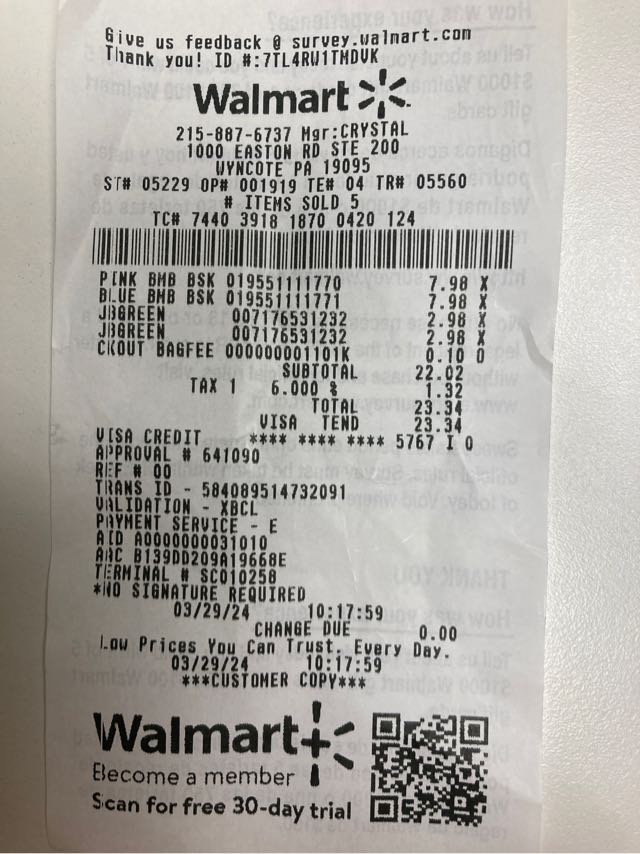 Give us feedback @ survey.walmart.com
Thank you! ID #:7TL4RW1TMDVK
Walmart
215-887-6737 Mgr:CRYSTAL
1000 EASTON RD STE 200
WYNCOTE PA 19095
ST# 05229 OP# 001919 TE# 04 TR# 05560
# ITEMS SOLD 5
TC# 7440 3918 1870 0420 124
PINK BMB BSK 019551111770 7.98 X
BLUE BMB BSK 019551111771 7.98 X
JBGREEN 007176531232 2.98 X
JBGREEN 007176531232 2.98 X
CKOUT BAGFEE 000000001101K 0.10 O
SUBTOTAL 22.02
TAX 1 6.000 % 1.32
TOTAL 23.34
VISA TEND 23.34
VISA CREDIT **** **** **** 5767 I 0
APPROVAL # 641090
REF # 00
TRANS ID - 584089514732091
VALIDATION - XBCL
PAYMENT SERVICE - E
AID A0000000031010
AAC B139DD209A19668E
TERMINAL # SC010258
*NO SIGNATURE REQUIRED
03/29/24 10:17:59
CHANGE DUE 0.00
Low Prices You Can Trust. Every Day.
03/29/24 10:17:59
***CUSTOMER COPY***
Walmart+
Become a member
Scan for free 30-day trial